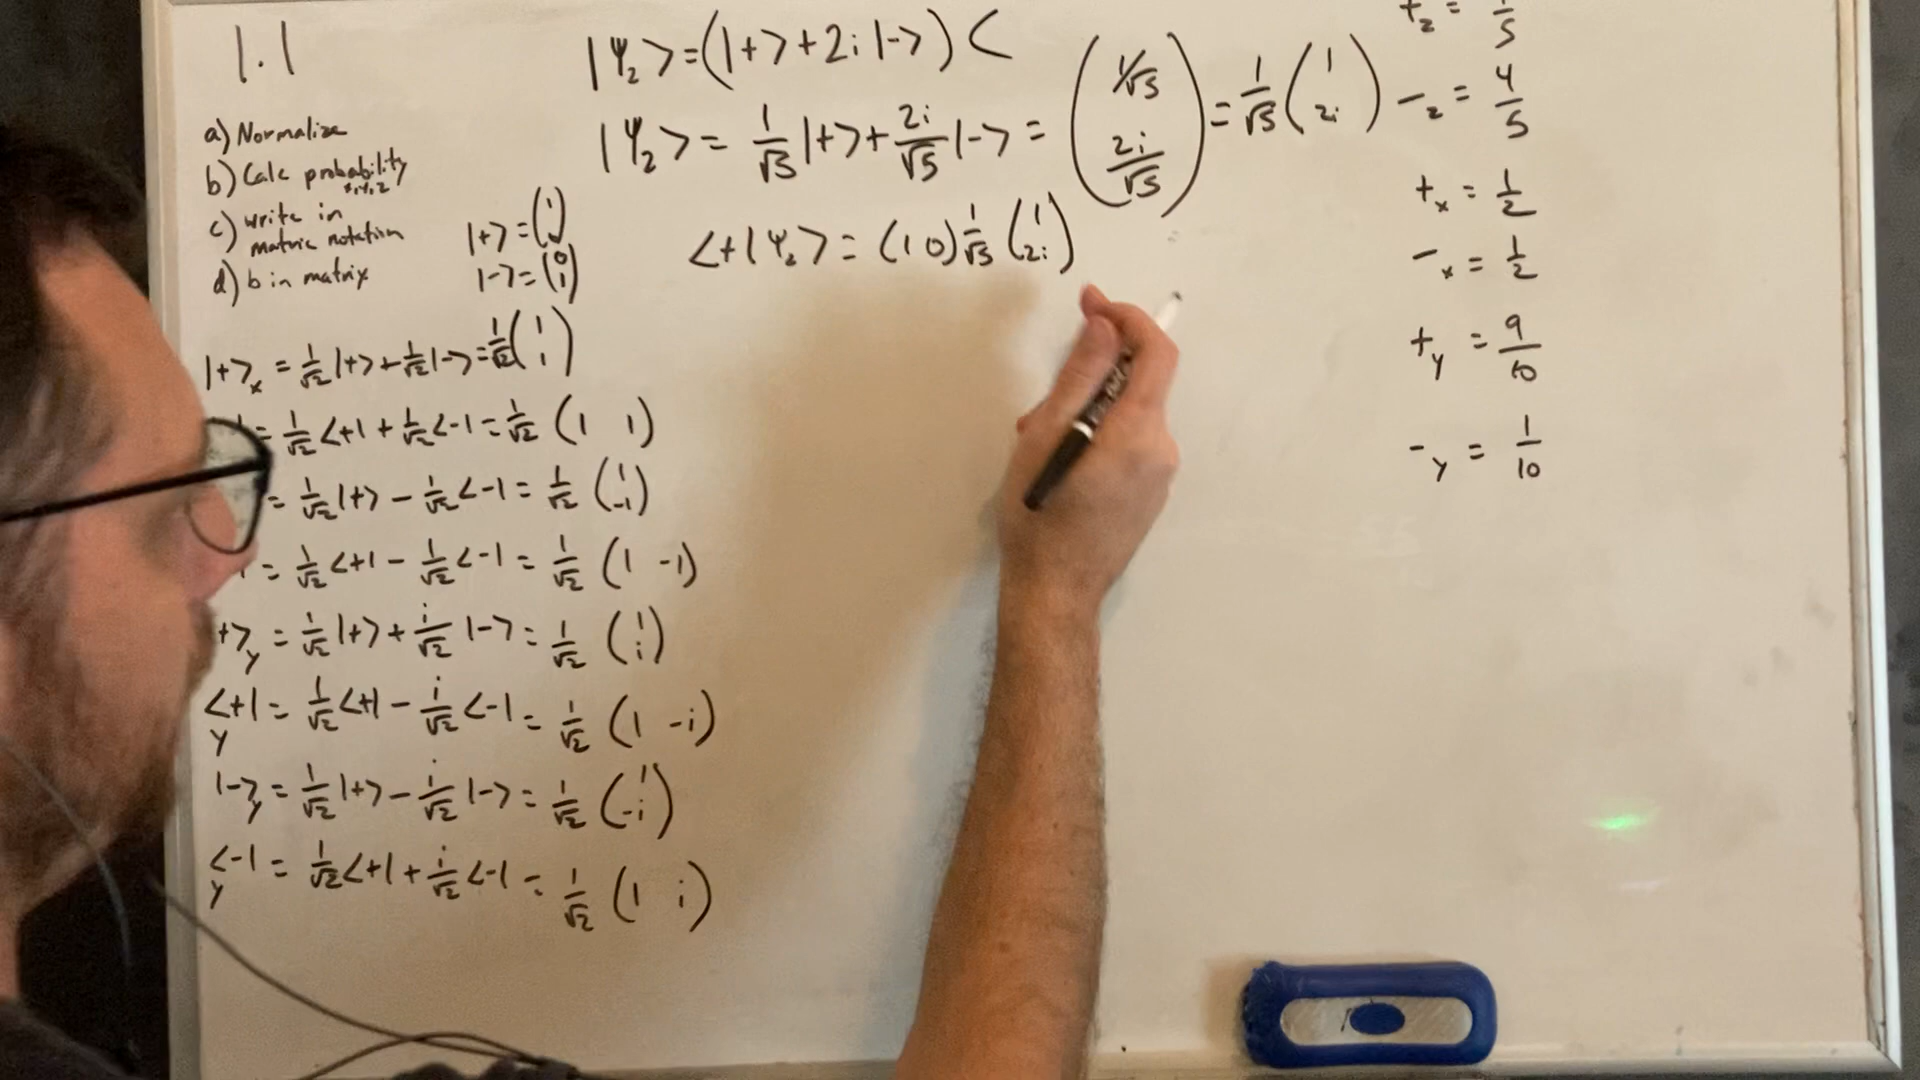 1.1
a) Normalize
b) Calc probability
x,y,z
c) write in
matrix notation
d) b in matrix
|+> = (1
|-> = (0 1)
|+>x = 1/√2 |+> + 1/√2 |-> = 1/√2 (1 1)
= 1/√2 <+| + 1/√2 <-| = 1/√2 (1 1)
= 1/√2 |+> - 1/√2 <-| = 1/√2 (1 -1)
= 1/√2 <+| - 1/√2 <-| = 1/√2 (1 -1)
+>y = 1/√2 |+> + i/√2 |-> = 1/√2 (1 i)
y<+| = 1/√2 <+| - i/√2 <-| = 1/√2 (1 -i)
|->y = 1/√2 |+> - i/√2 |-> = 1/√2 (1 -i)
y<-| = 1/√2 <+| + i/√2 <-| = 1/√2 (1 i)
|Ψ2> = (|+> + 2i |->) C
|Ψ2> = 1/√5 |+> + 2i/√5 |-> = (1/√5 2i/√5) = 1/√5 (1 2i)
<+|Ψ2> = (1 0) 1/√5 (1 2i)
+z = 1/5
-z = 4/5
+x = 1/2
-x = 1/2
+y = 9/10
-y = 1/10